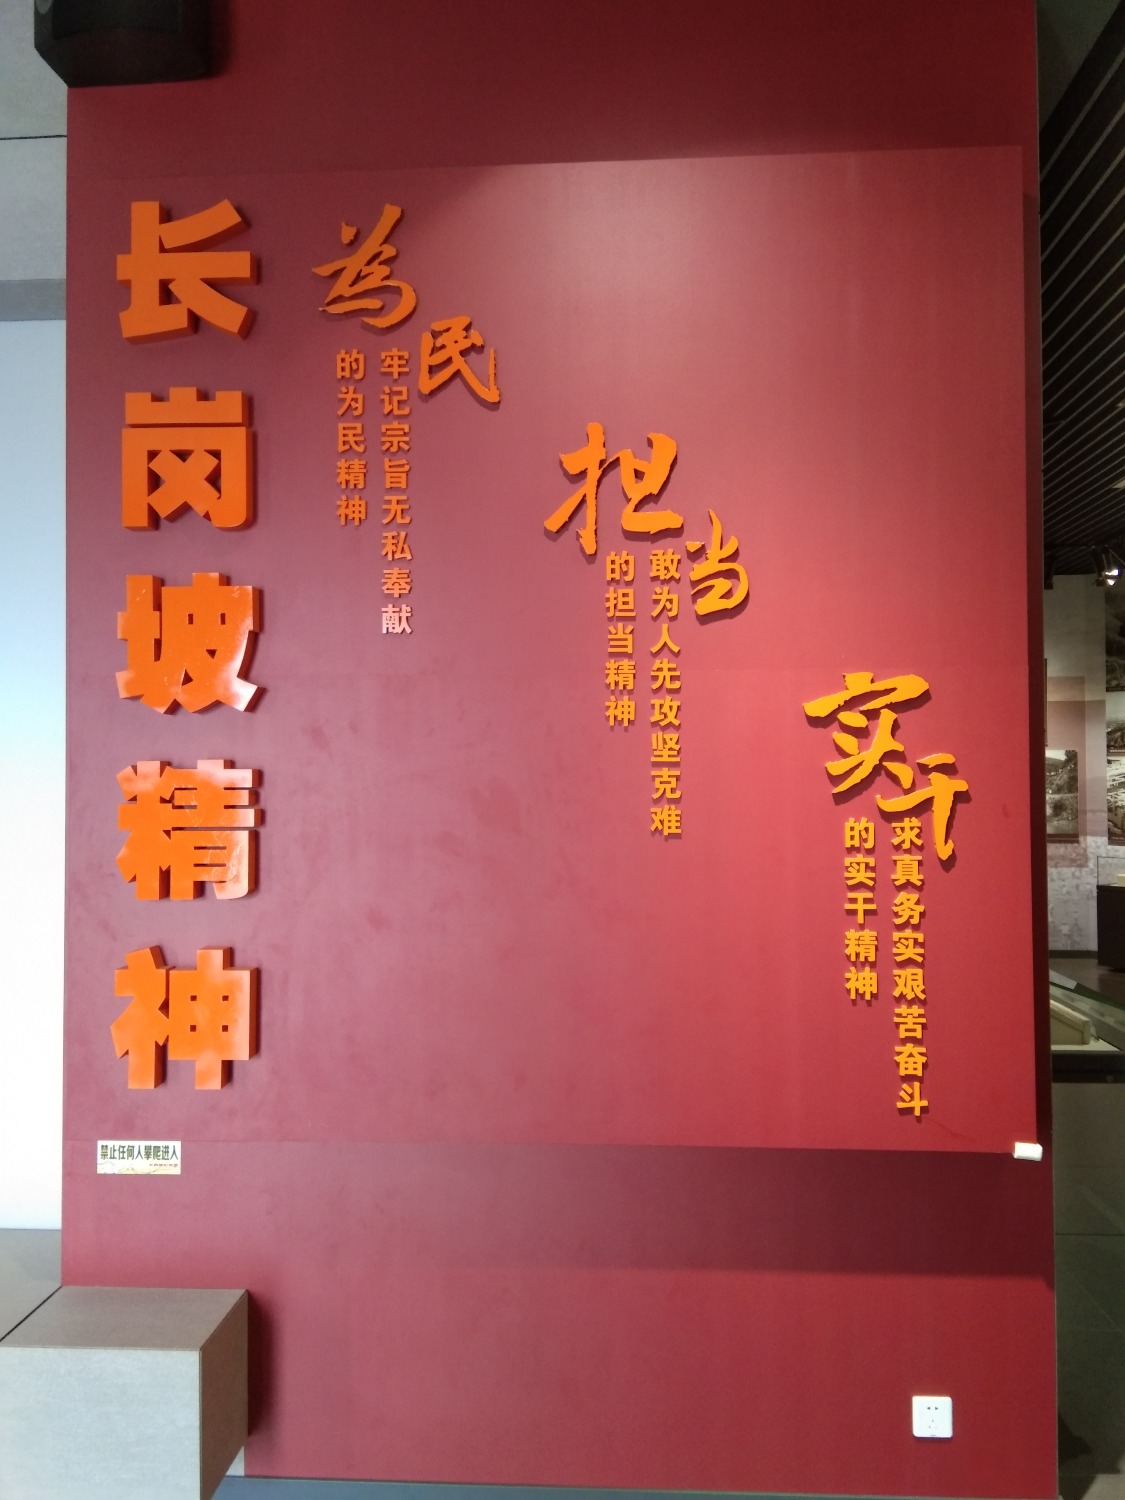 长岗坡精神
为民
牢记宗旨无私奉献
的为民精神
担当
敢为人先攻坚克难
的担当精神
实干
求真务实艰苦奋斗
的实干精神
禁止任何人攀爬进人